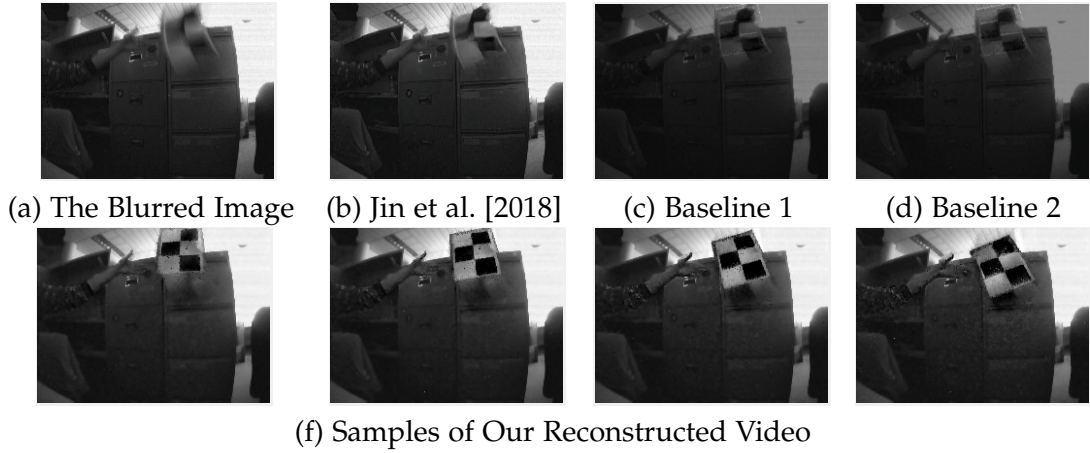 (a) The Blurred Image (b) Jin et al. [2018] (c) Baseline 1 (d) Baseline 2
(f) Samples of Our Reconstructed Video